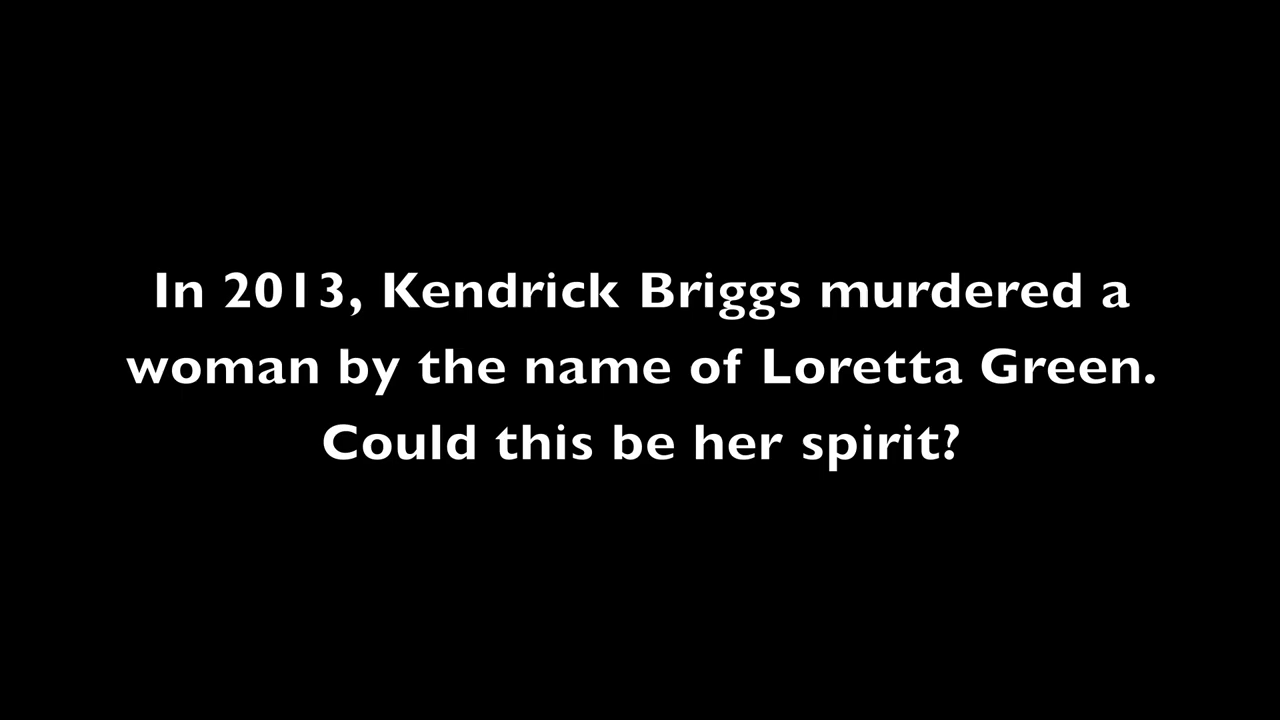 In 2013, Kendrick Briggs murdered a
woman by the name of Loretta Green.
Could this be her spirit?